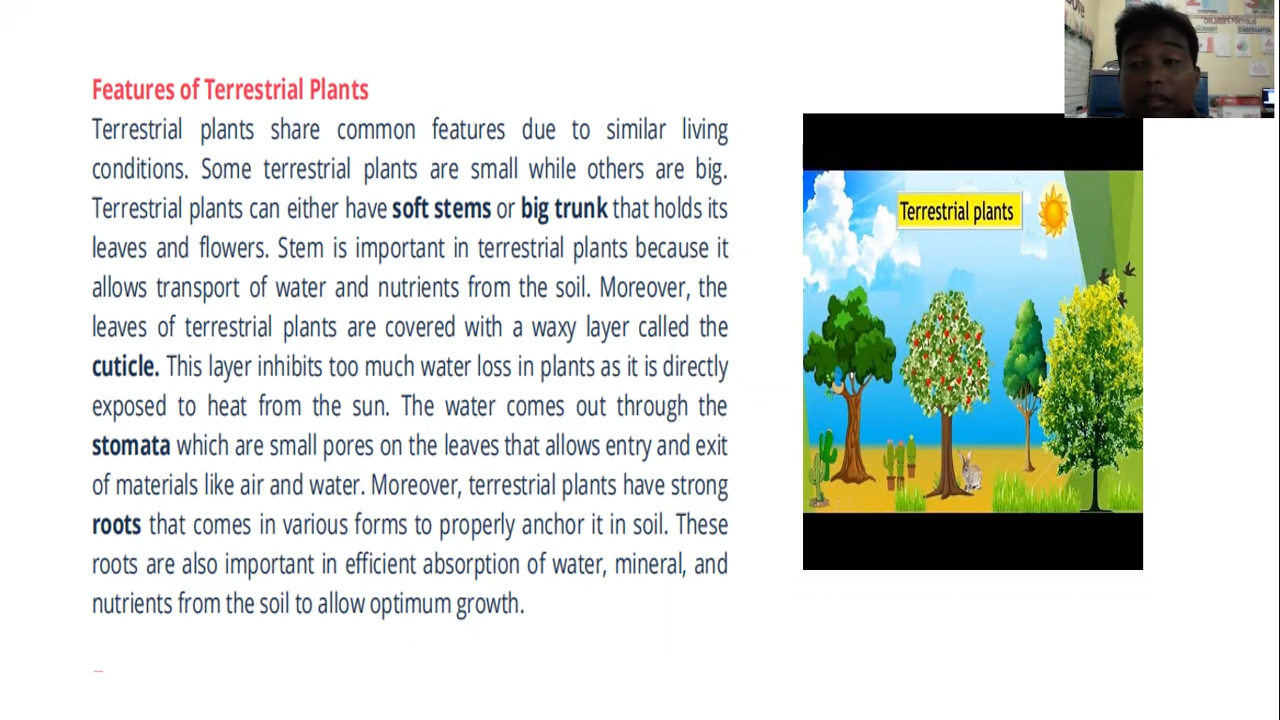 Features of Terrestrial Plants
Terrestrial plants share common features due to similar living
conditions. Some terrestrial plants are small while others are big.
Terrestrial plants can either have soft stems or big trunk that holds its
leaves and flowers. Stem is important in terrestrial plants because it
allows transport of water and nutrients from the soil. Moreover, the
leaves of terrestrial plants are covered with a waxy layer called the
cuticle. This layer inhibits too much water loss in plants as it is directly
exposed to heat from the sun. The water comes out through the
stomata which are small pores on the leaves that allows entry and exit
of materials like air and water. Moreover, terrestrial plants have strong
roots that comes in various forms to properly anchor it in soil. These
roots are also important in efficient absorption of water, mineral, and
nutrients from the soil to allow optimum growth.
Terrestrial plants
CHILDREN'S PORTFOLIO
KINDERGARTEN